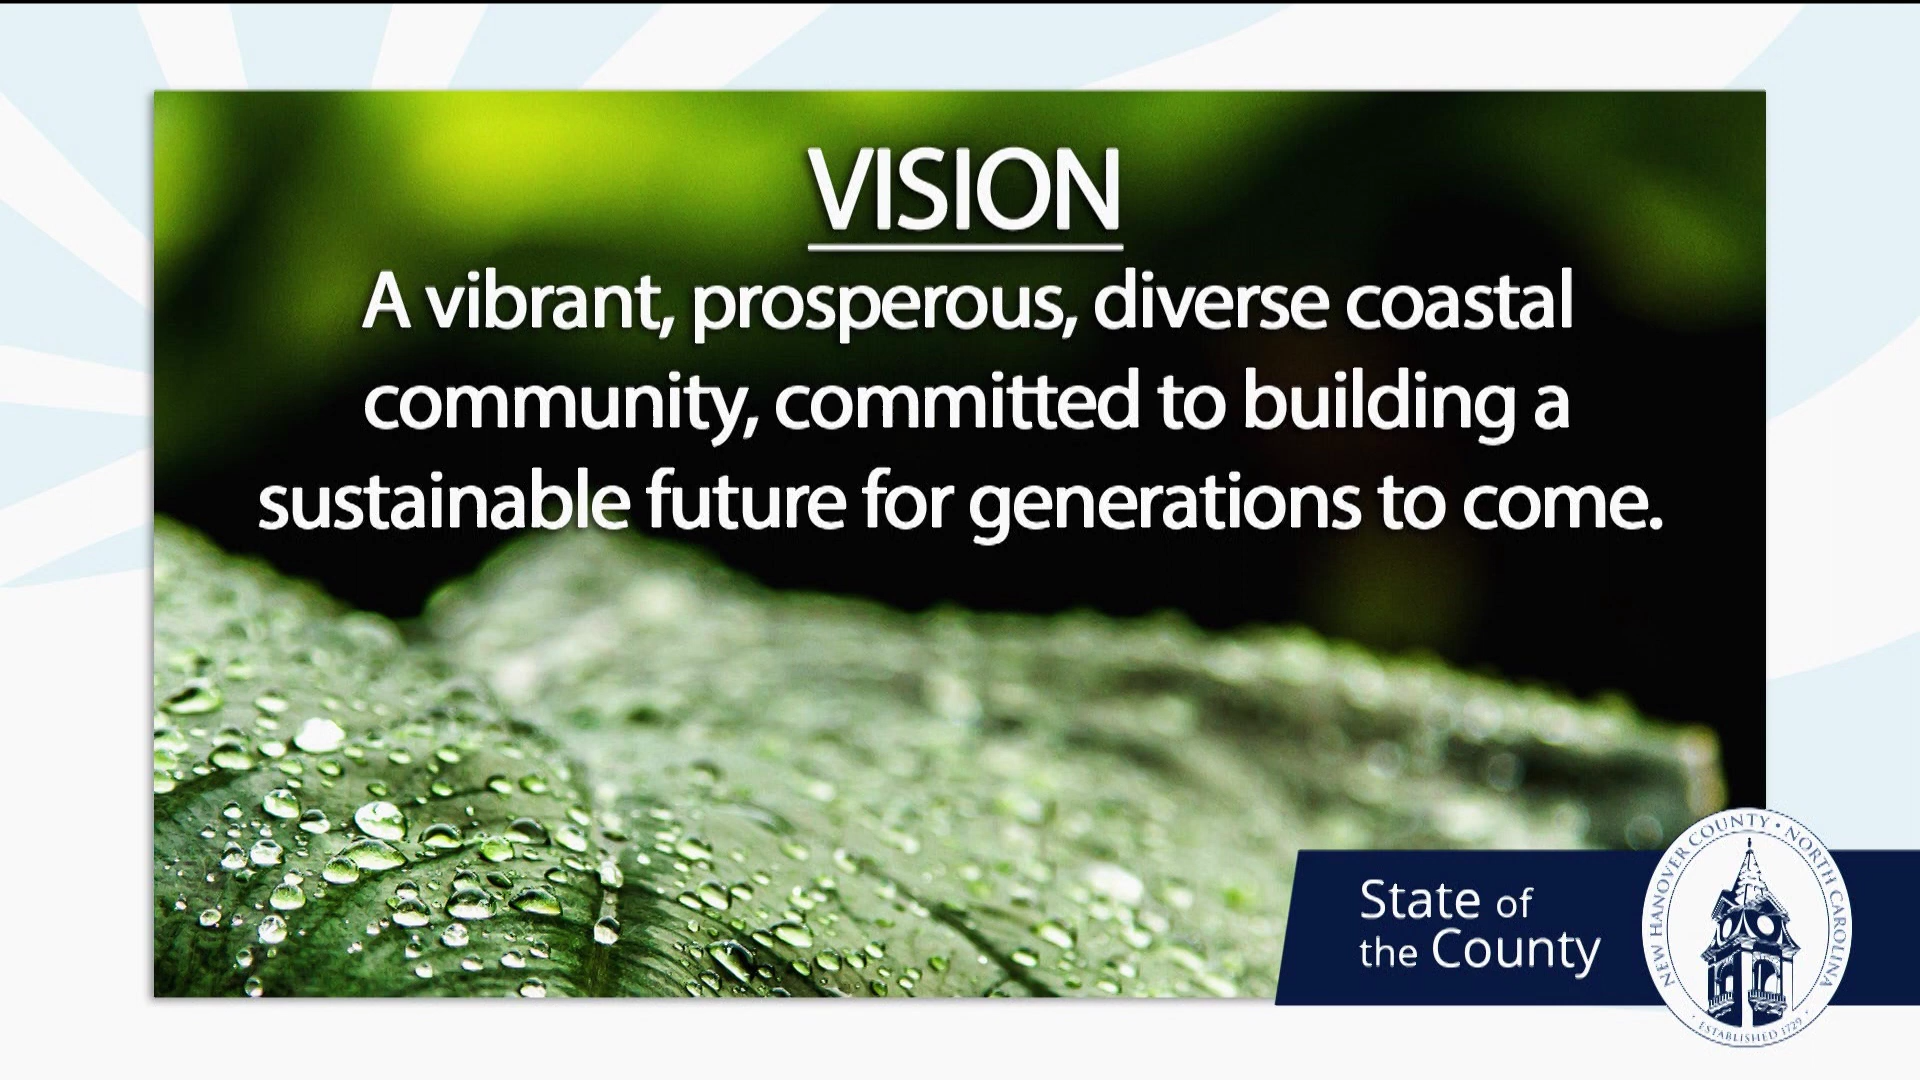 VISION
A vibrant, prosperous, diverse coastal
community, committed to building a
sustainable future for generations to come.
State of
the County
NEW HANOVER COUNTY • NORTH CAROLINA
• ESTABLISHED 1729 •